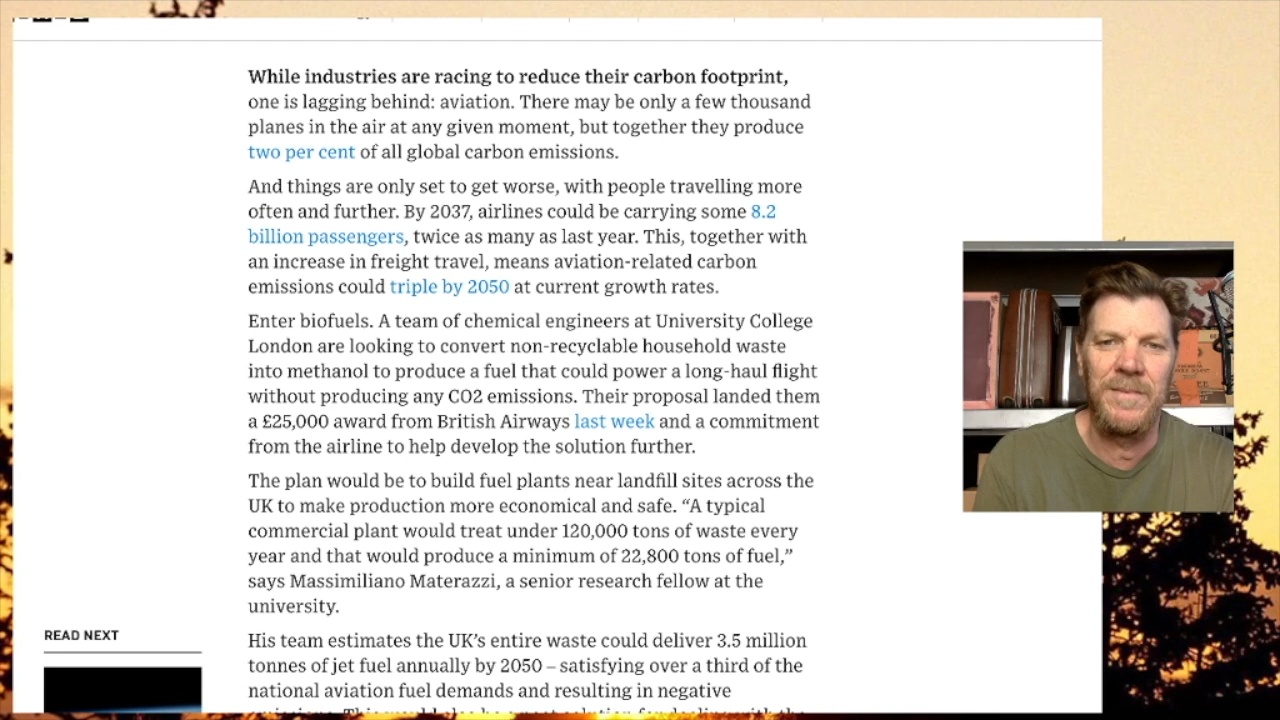 While industries are racing to reduce their carbon footprint,
one is lagging behind: aviation. There may be only a few thousand
planes in the air at any given moment, but together they produce
two per cent of all global carbon emissions.
And things are only set to get worse, with people travelling more
often and further. By 2037, airlines could be carrying some 8.2
billion passengers, twice as many as last year. This, together with
an increase in freight travel, means aviation-related carbon
emissions could triple by 2050 at current growth rates.
Enter biofuels. A team of chemical engineers at University College
London are looking to convert non-recyclable household waste
into methanol to produce a fuel that could power a long-haul flight
without producing any CO2 emissions. Their proposal landed them
a £25,000 award from British Airways last week and a commitment
from the airline to help develop the solution further.
The plan would be to build fuel plants near landfill sites across the
UK to make production more economical and safe. “A typical
commercial plant would treat under 120,000 tons of waste every
year and that would produce a minimum of 22,800 tons of fuel,”
says Massimiliano Materazzi, a senior research fellow at the
university.
His team estimates the UK’s entire waste could deliver 3.5 million
tonnes of jet fuel annually by 2050 – satisfying over a third of the
national aviation fuel demands and resulting in negative
READ NEXT